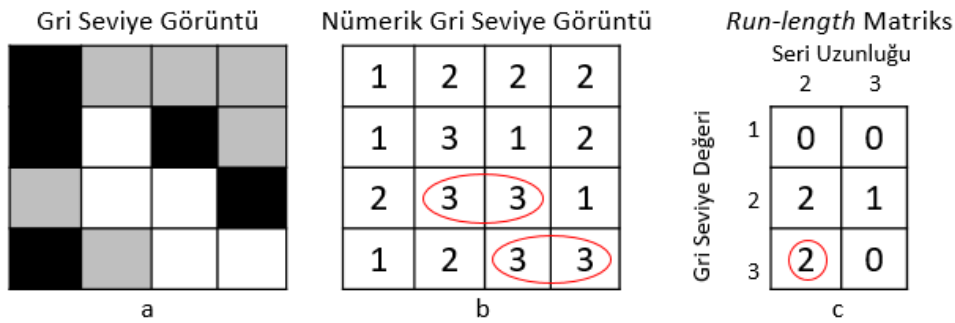 Gri Seviye Görüntü
Nümerik Gri Seviye Görüntü
Run-length Matriks
Seri Uzunluğu
2 3
1 2 2 2
1 3 1 2
2 3 3 1
1 2 3 3
Gri Seviye Değeri
1 0 0
2 2 1
3 2 0
a
b
c